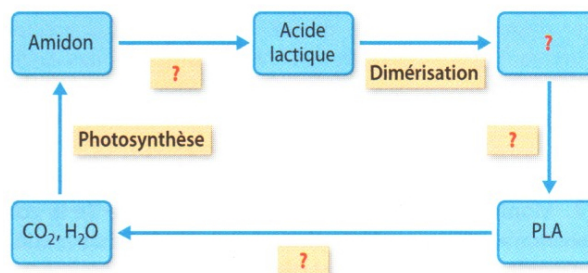 Amidon
?
Acide
lactique
Dimérisation
?
?
PLA
?
CO₂, H₂O
Photosynthèse